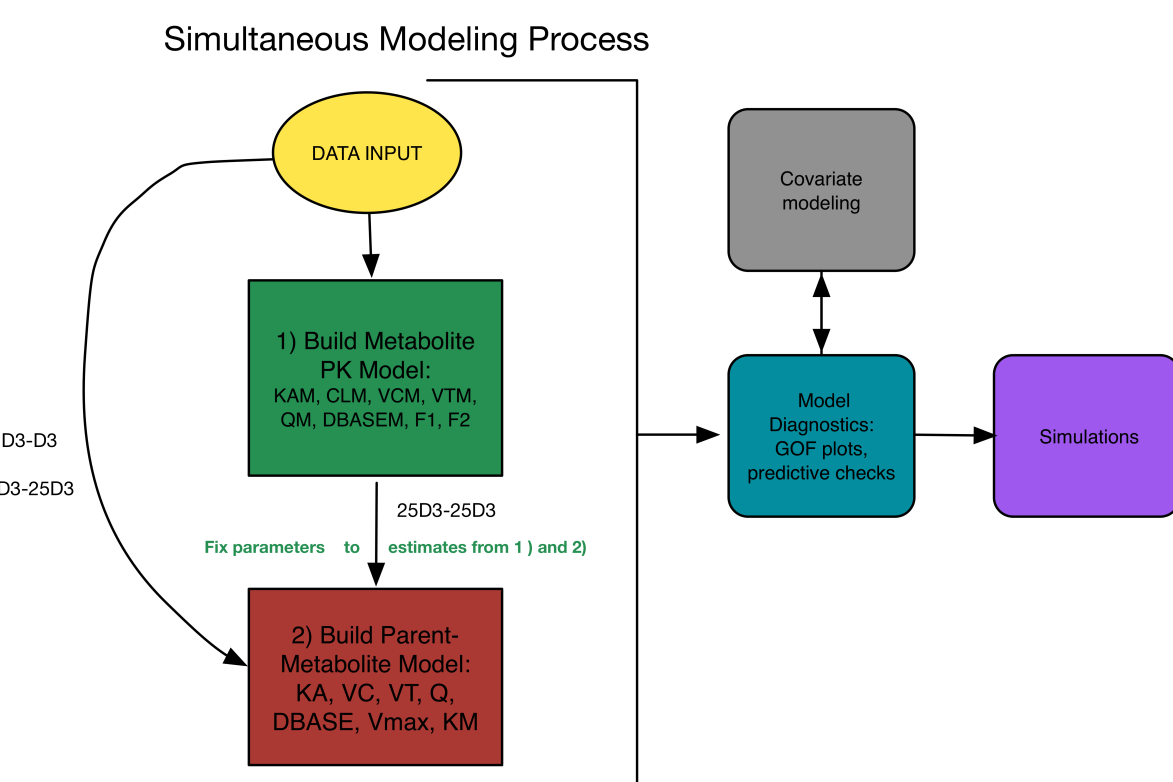 Simultaneous Modeling Process
DATA INPUT
1) Build Metabolite
PK Model:
KAM, CLM, VCM, VTM,
QM, DBASEM, F1, F2
D3-D3
D3-25D3
25D3-25D3
Fix parameters to estimates from 1 ) and 2)
2) Build Parent-
Metabolite Model:
KA, VC, VT, Q,
DBASE, Vmax, KM
Covariate
modeling
Model
Diagnostics:
GOF plots,
predictive checks
Simulations